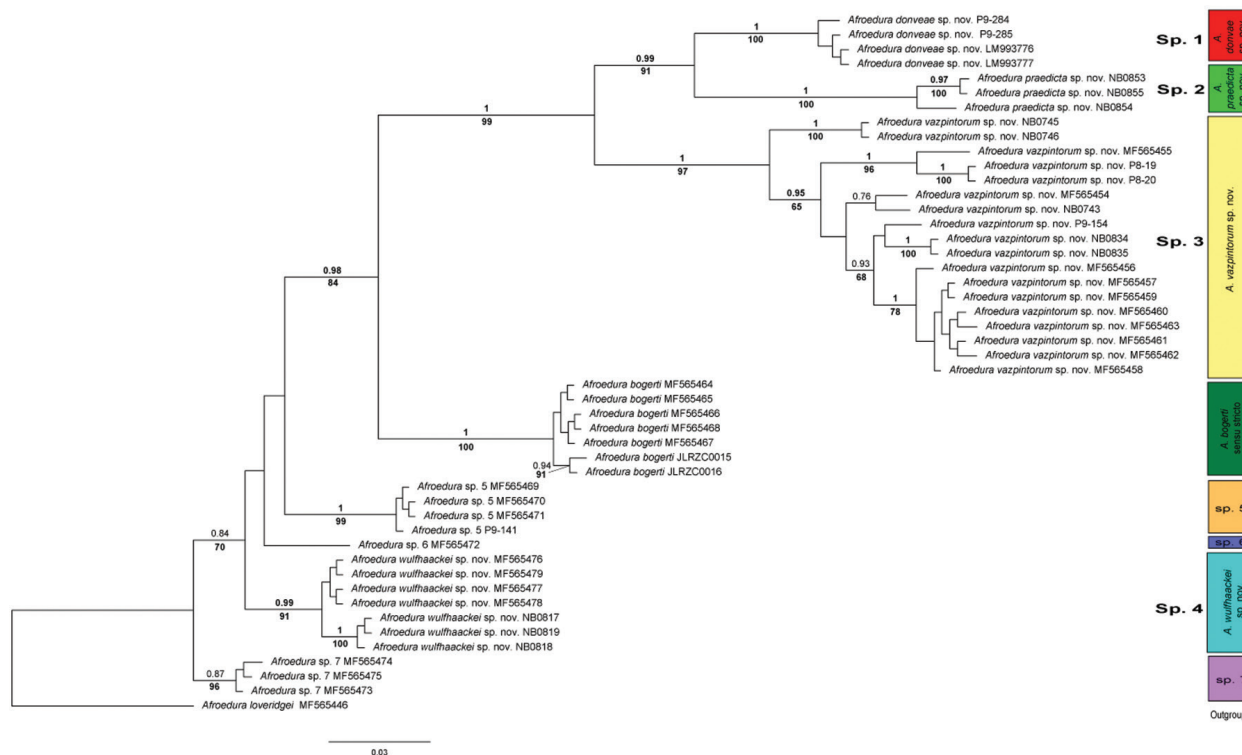 Afroedura donveae sp. nov. P9-284
1
100
Afroedura donveae sp. nov. P9-285
Afroedura donveae sp. nov. LM993776
Afroedura donveae sp. nov. LM993777
Sp. 1
A. donvae
0.99
91
Afroedura praedicta sp. nov. NB0853
0.97
100
Afroedura praedicta sp. nov. NB0855
Afroedura praedicta sp. nov. NB0854
1
100
Sp. 2
A. praedicta
1
99
Afroedura vazpintorum sp. nov. NB0745
1
100
Afroedura vazpintorum sp. nov. NB0746
1
97
Afroedura vazpintorum sp. nov. MF565455
1
96
Afroedura vazpintorum sp. nov. P8-19
1
100
Afroedura vazpintorum sp. nov. P8-20
0.95
65
Afroedura vazpintorum sp. nov. MF565454
0.76
Afroedura vazpintorum sp. nov. NB0743
Afroedura vazpintorum sp. nov. P9-154
Afroedura vazpintorum sp. nov. NB0834
1
100
Afroedura vazpintorum sp. nov. NB0835
0.93
68
Afroedura vazpintorum sp. nov. MF565456
Afroedura vazpintorum sp. nov. MF565457
Afroedura vazpintorum sp. nov. MF565459
1
78
Afroedura vazpintorum sp. nov. MF565460
Afroedura vazpintorum sp. nov. MF565463
Afroedura vazpintorum sp. nov. MF565461
Afroedura vazpintorum sp. nov. MF565462
Afroedura vazpintorum sp. nov. MF565458
Sp. 3
A. vazpintorum sp. nov.
0.98
84
Afroedura bogerti MF565464
Afroedura bogerti MF565465
Afroedura bogerti MF565466
Afroedura bogerti MF565468
Afroedura bogerti MF565467
1
100
0.94
91
Afroedura bogerti JLRZC0015
Afroedura bogerti JLRZC0016
A. bogerti
sensu stricto
Afroedura sp. 5 MF565469
Afroedura sp. 5 MF565470
Afroedura sp. 5 MF565471
Afroedura sp. 5 P9-141
1
99
sp. 5
0.84
70
Afroedura sp. 6 MF565472
sp. 6
Afroedura wulfhaackei sp. nov. MF565476
Afroedura wulfhaackei sp. nov. MF565479
Afroedura wulfhaackei sp. nov. MF565477
Afroedura wulfhaackei sp. nov. MF565478
0.99
91
Afroedura wulfhaackei sp. nov. NB0817
1
100
Afroedura wulfhaackei sp. nov. NB0819
Afroedura wulfhaackei sp. nov. NB0818
Sp. 4
A. wulfhaackei
sp. nov.
Afroedura sp. 7 MF565474
0.87
96
Afroedura sp. 7 MF565475
Afroedura sp. 7 MF565473
sp.
Afroedura loveridgei MF565446
Outgroup
0.03